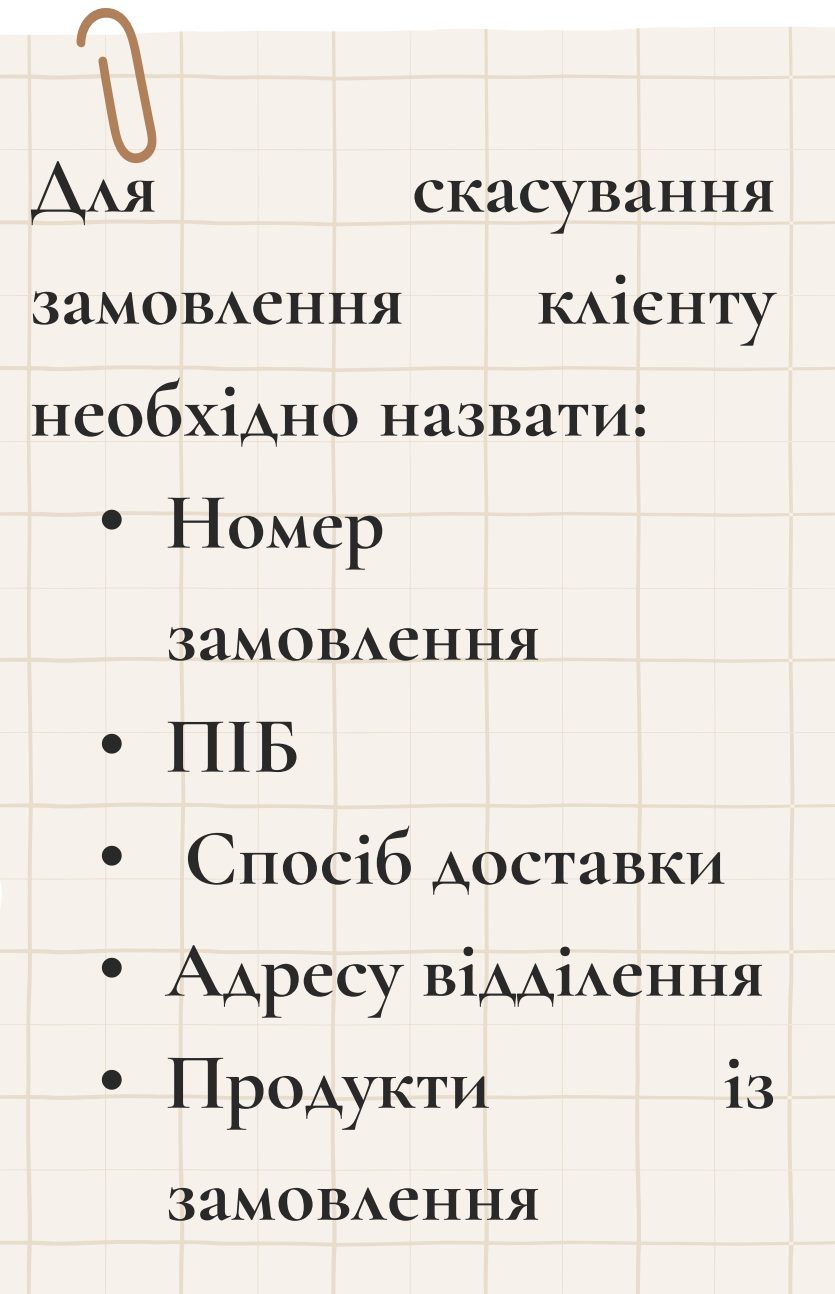 Для скасування
замовлення клієнту
необхідно назвати:
• Номер
замовлення
• ПІБ
• Спосіб доставки
• Адресу відділення
• Продукти із
замовлення